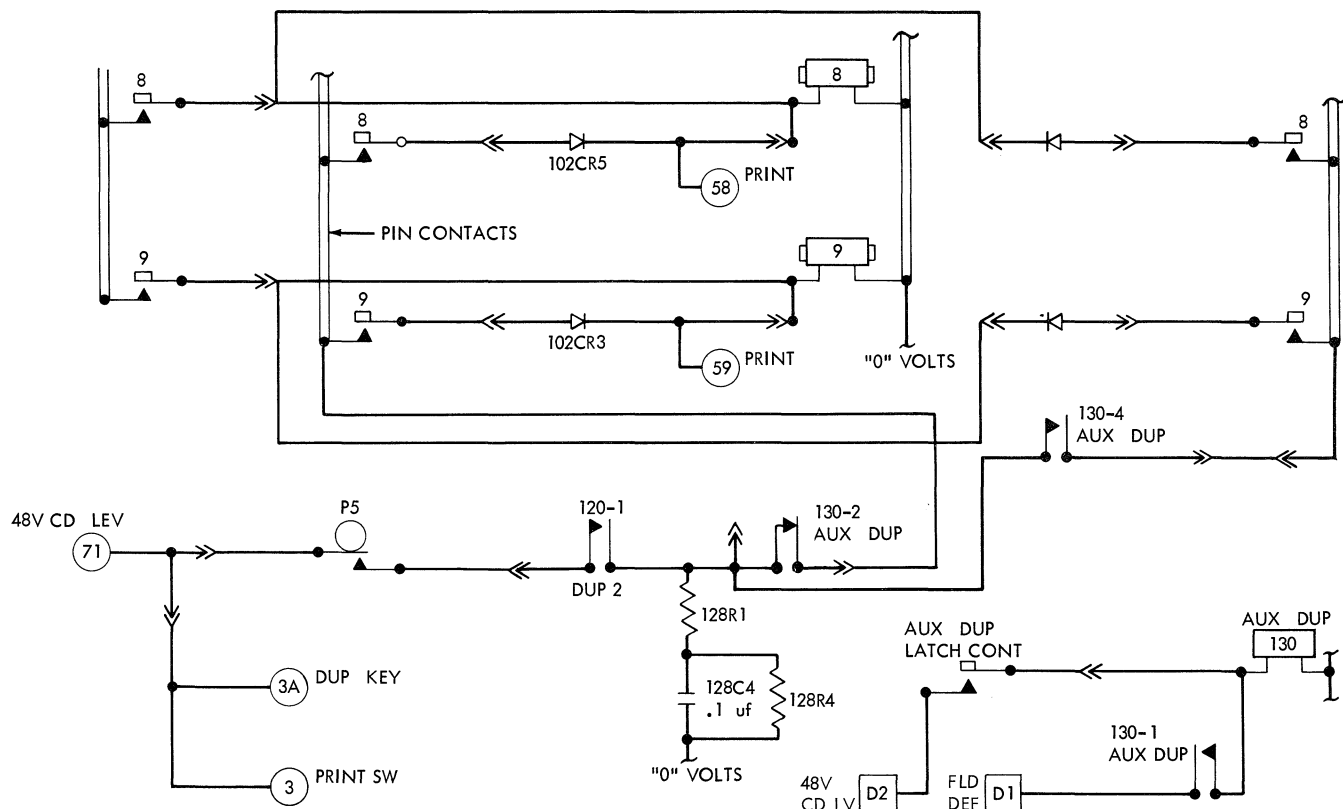 8
8
8
8
102CR5
58 PRINT
PIN CONTACTS
9
9
9
9
102CR3
59 PRINT
"0" VOLTS
130-4
AUX DUP
48V CD LEV
71
P5
120-1
DUP 2
130-2
AUX DUP
128R1
3A DUP KEY
128C4
.1 uf
128R4
3 PRINT SW
"0" VOLTS
AUX DUP
LATCH CONT
AUX DUP
130
130-1
AUX DUP
48V
CD LV
D2
FLD
DEF
D1